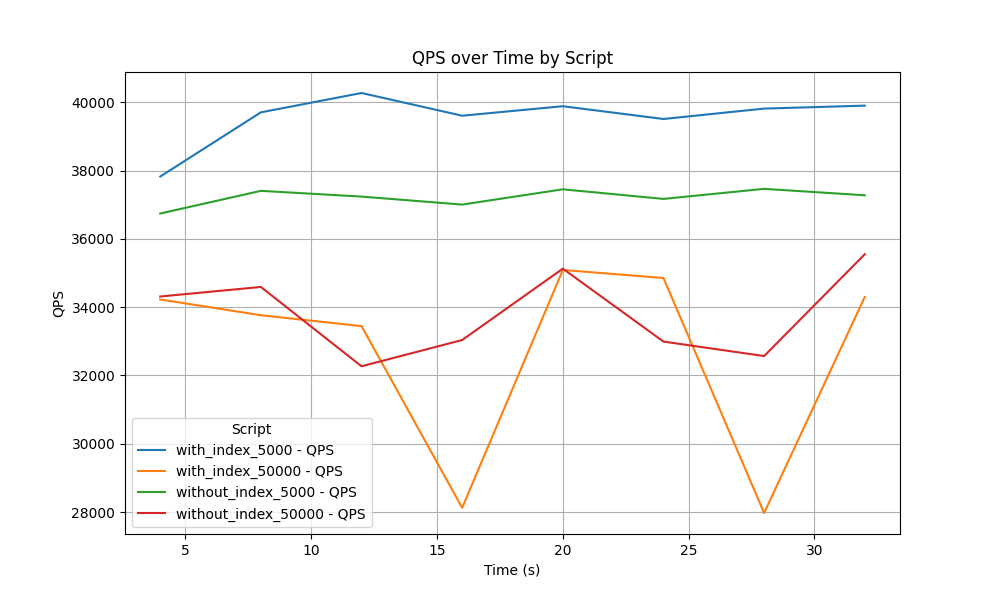 QPS over Time by Script
QPS
40000
38000
36000
34000
32000
30000
28000
Script
with_index_5000 - QPS
with_index_50000 - QPS
without_index_5000 - QPS
without_index_50000 - QPS
5 10 15 20 25 30
Time (s)